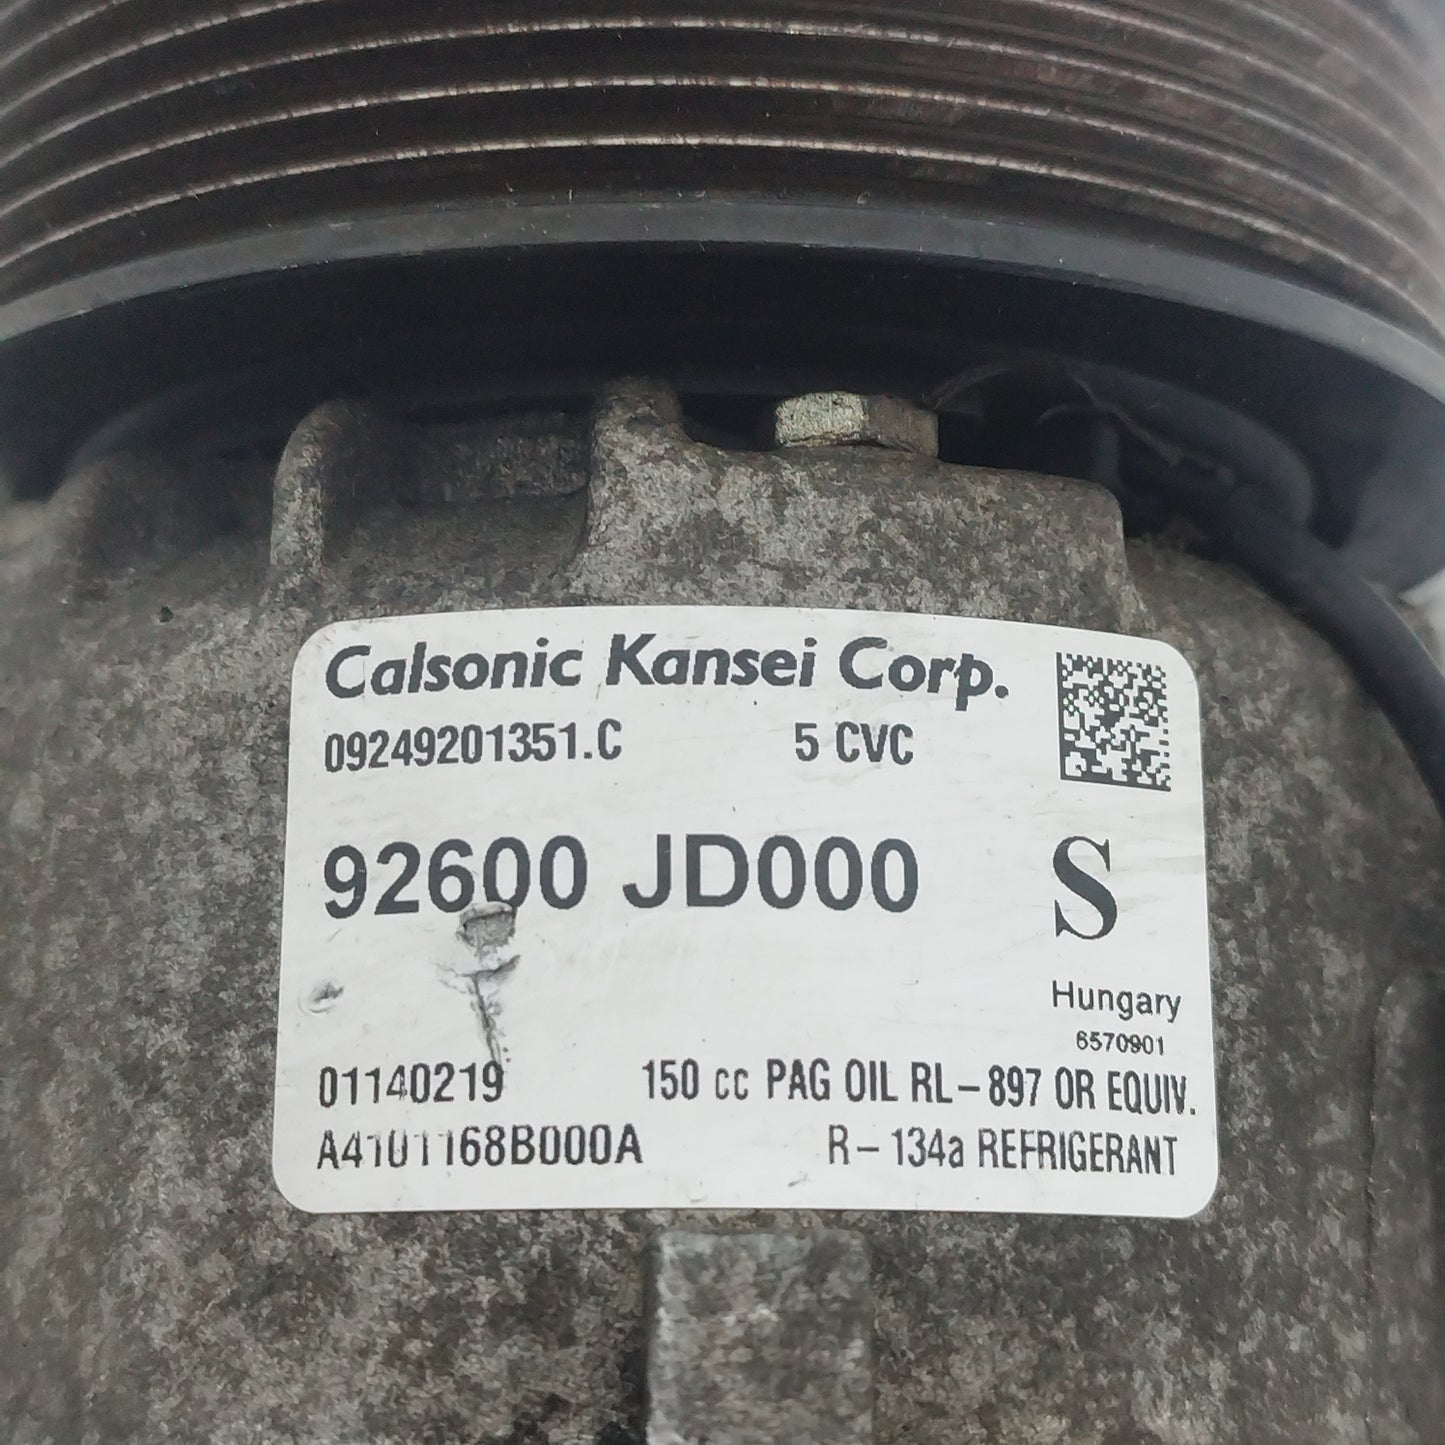 Calsonic Kansei Corp.
09249201351.C 5 CVC
92600 JD000
S
Hungary
6570901
01140219 150 cc PAG OIL RL-897 OR EQUIV.
A4101168B000A R-134a REFRIGERANT